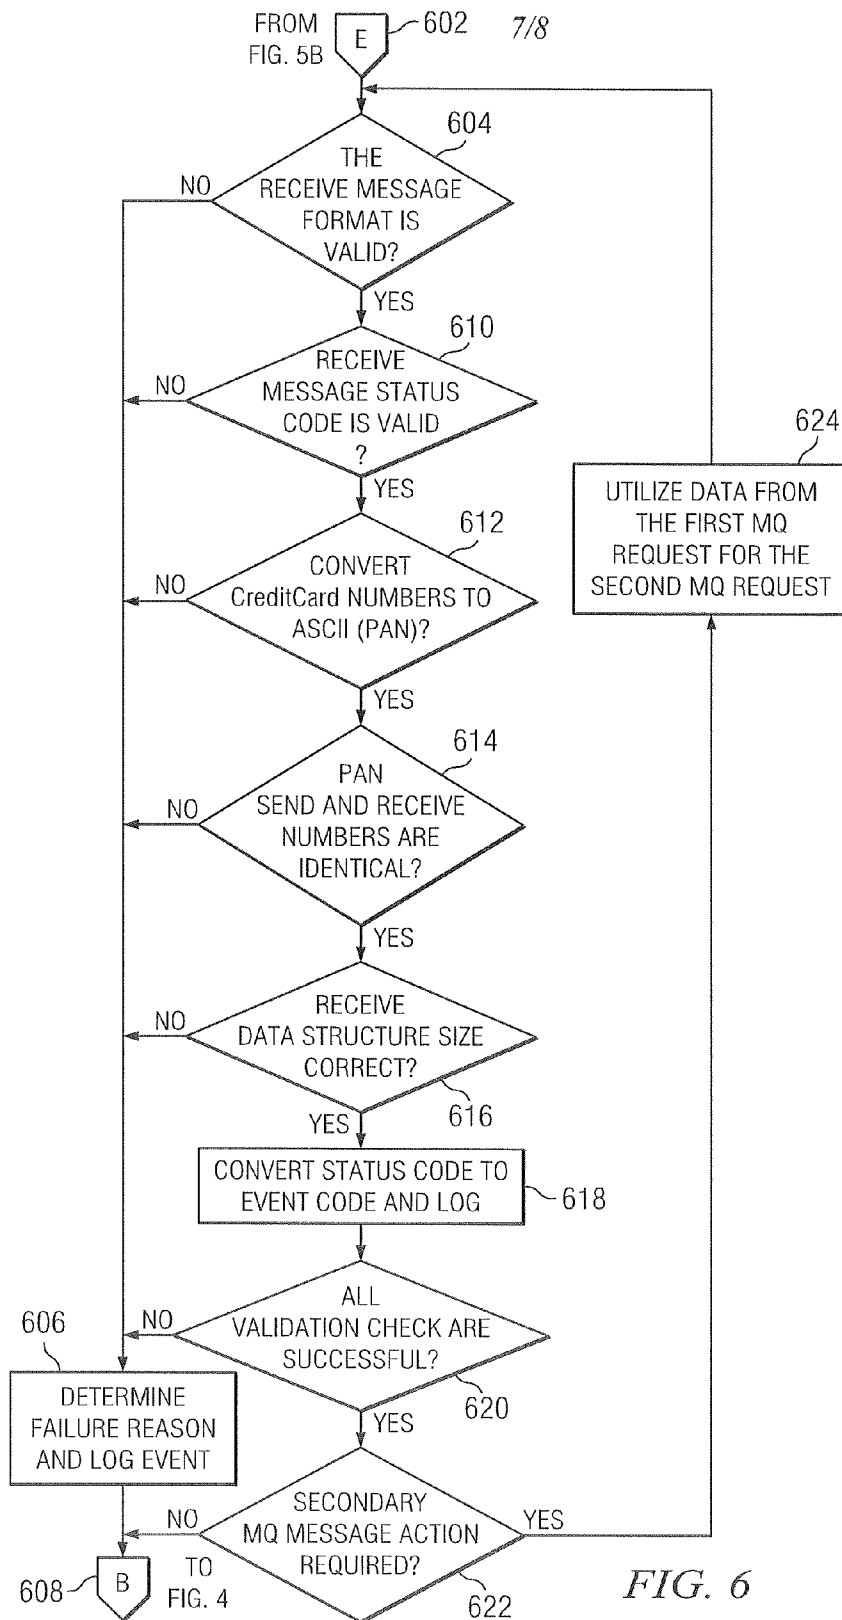 FROM
FIG. 5B
E
602
7/8
604
THE
RECEIVE MESSAGE
FORMAT IS
VALID?
NO
YES
610
RECEIVE
MESSAGE STATUS
CODE IS VALID
?
NO
YES
624
UTILIZE DATA FROM
THE FIRST MQ
REQUEST FOR THE
SECOND MQ REQUEST
612
CONVERT
CreditCard NUMBERS TO
ASCII (PAN)?
NO
YES
614
PAN
SEND AND RECEIVE
NUMBERS ARE
IDENTICAL?
NO
YES
RECEIVE
DATA STRUCTURE SIZE
CORRECT?
NO
616
YES
CONVERT STATUS CODE TO
EVENT CODE AND LOG
618
ALL
VALIDATION CHECK ARE
SUCCESSFUL?
NO
620
YES
606
DETERMINE
FAILURE REASON
AND LOG EVENT
SECONDARY
MQ MESSAGE ACTION
REQUIRED?
NO
YES
622
608
B
TO
FIG. 4
FIG. 6